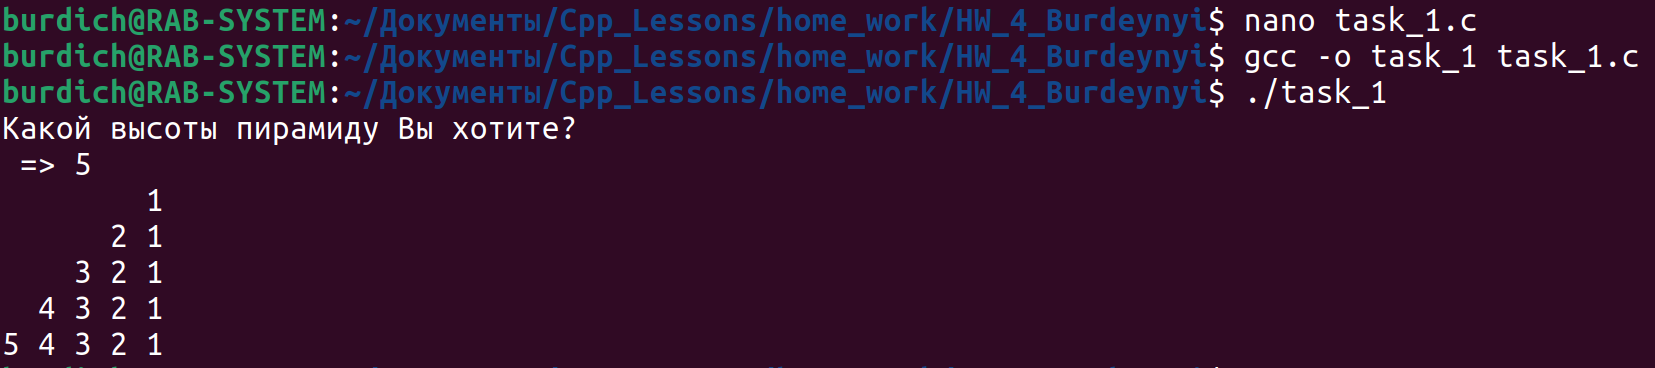 burdich@RAB-SYSTEM:~/Документы/Cpp_Lessons/home_work/HW_4_Burdeynyi$ nano task_1.c
burdich@RAB-SYSTEM:~/Документы/Cpp_Lessons/home_work/HW_4_Burdeynyi$ gcc -o task_1 task_1.c
burdich@RAB-SYSTEM:~/Документы/Cpp_Lessons/home_work/HW_4_Burdeynyi$ ./task_1
Какой высоты пирамиду Вы хотите?
 => 5
        1
      2 1
    3 2 1
  4 3 2 1
5 4 3 2 1